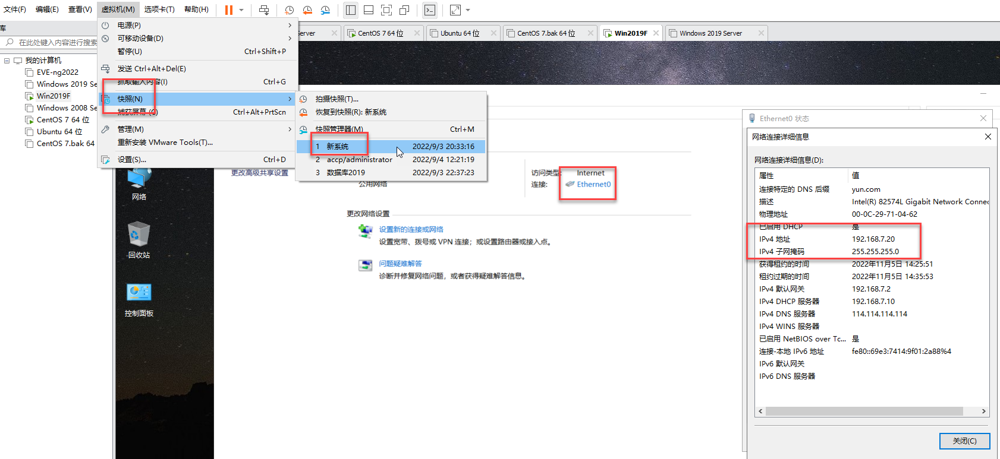 文件(F) 编辑(E) 查看(V) 虚拟机(M) 选项卡(T) 帮助(H)
库
在此处键入内容进行搜索
我的计算机
EVE-ng2022
Windows 2019 Se
Win2019F
Windows 2008 Se
CentOS 7 64 位
Ubuntu 64 位
CentOS 7.bak 64
电源(P)
可移动设备(D)
暂停(U) Ctrl+Shift+P
发送 Ctrl+Alt+Del(E)
抓取输入内容(I) Ctrl+G
快照(N)
捕获屏幕 (C) Ctrl+Alt+PrtScn
管理(M)
重新安装 VMware Tools(T)...
设置(S)... Ctrl+D
erver CentOS 7 64 位 Ubuntu 64 位 CentOS 7.bak 64 位 Win2019F Windows 2019 Server
拍摄快照(T)...
恢复到快照(R): 新系统
快照管理器(M) Ctrl+M
1 新系统 2022/9/3 20:33:16
2 accp/administrator 2022/9/4 12:21:19
3 数据库2019 2022/9/3 22:37:23
网络
回收站
控制面板
更改高级共享设置
公用网络
访问类型: Internet
连接: Ethernet0
更改网络设置
设置新的连接或网络
设置宽带、拨号或 VPN 连接；或设置路由器或接入点。
问题疑难解答
诊断并修复网络问题，或者获得疑难解答信息。
Ethernet0 状态
网络连接详细信息
网络连接详细信息(D):
属性 值
连接特定的 DNS 后缀 yun.com
描述 Intel(R) 82574L Gigabit Network Connec
物理地址 00-0C-29-71-04-62
已启用 DHCP 是
IPv4 地址 192.168.7.20
IPv4 子网掩码 255.255.255.0
获得租约的时间 2022年11月5日 14:25:51
租约过期的时间 2022年11月5日 14:35:53
IPv4 默认网关 192.168.7.2
IPv4 DHCP 服务器 192.168.7.10
IPv4 DNS 服务器 114.114.114.114
IPv4 WINS 服务器
已启用 NetBIOS over Tc... 是
连接-本地 IPv6 地址 fe80::69e3:7414:9f01:2a88%4
IPv6 默认网关
IPv6 DNS 服务器
关闭(C)